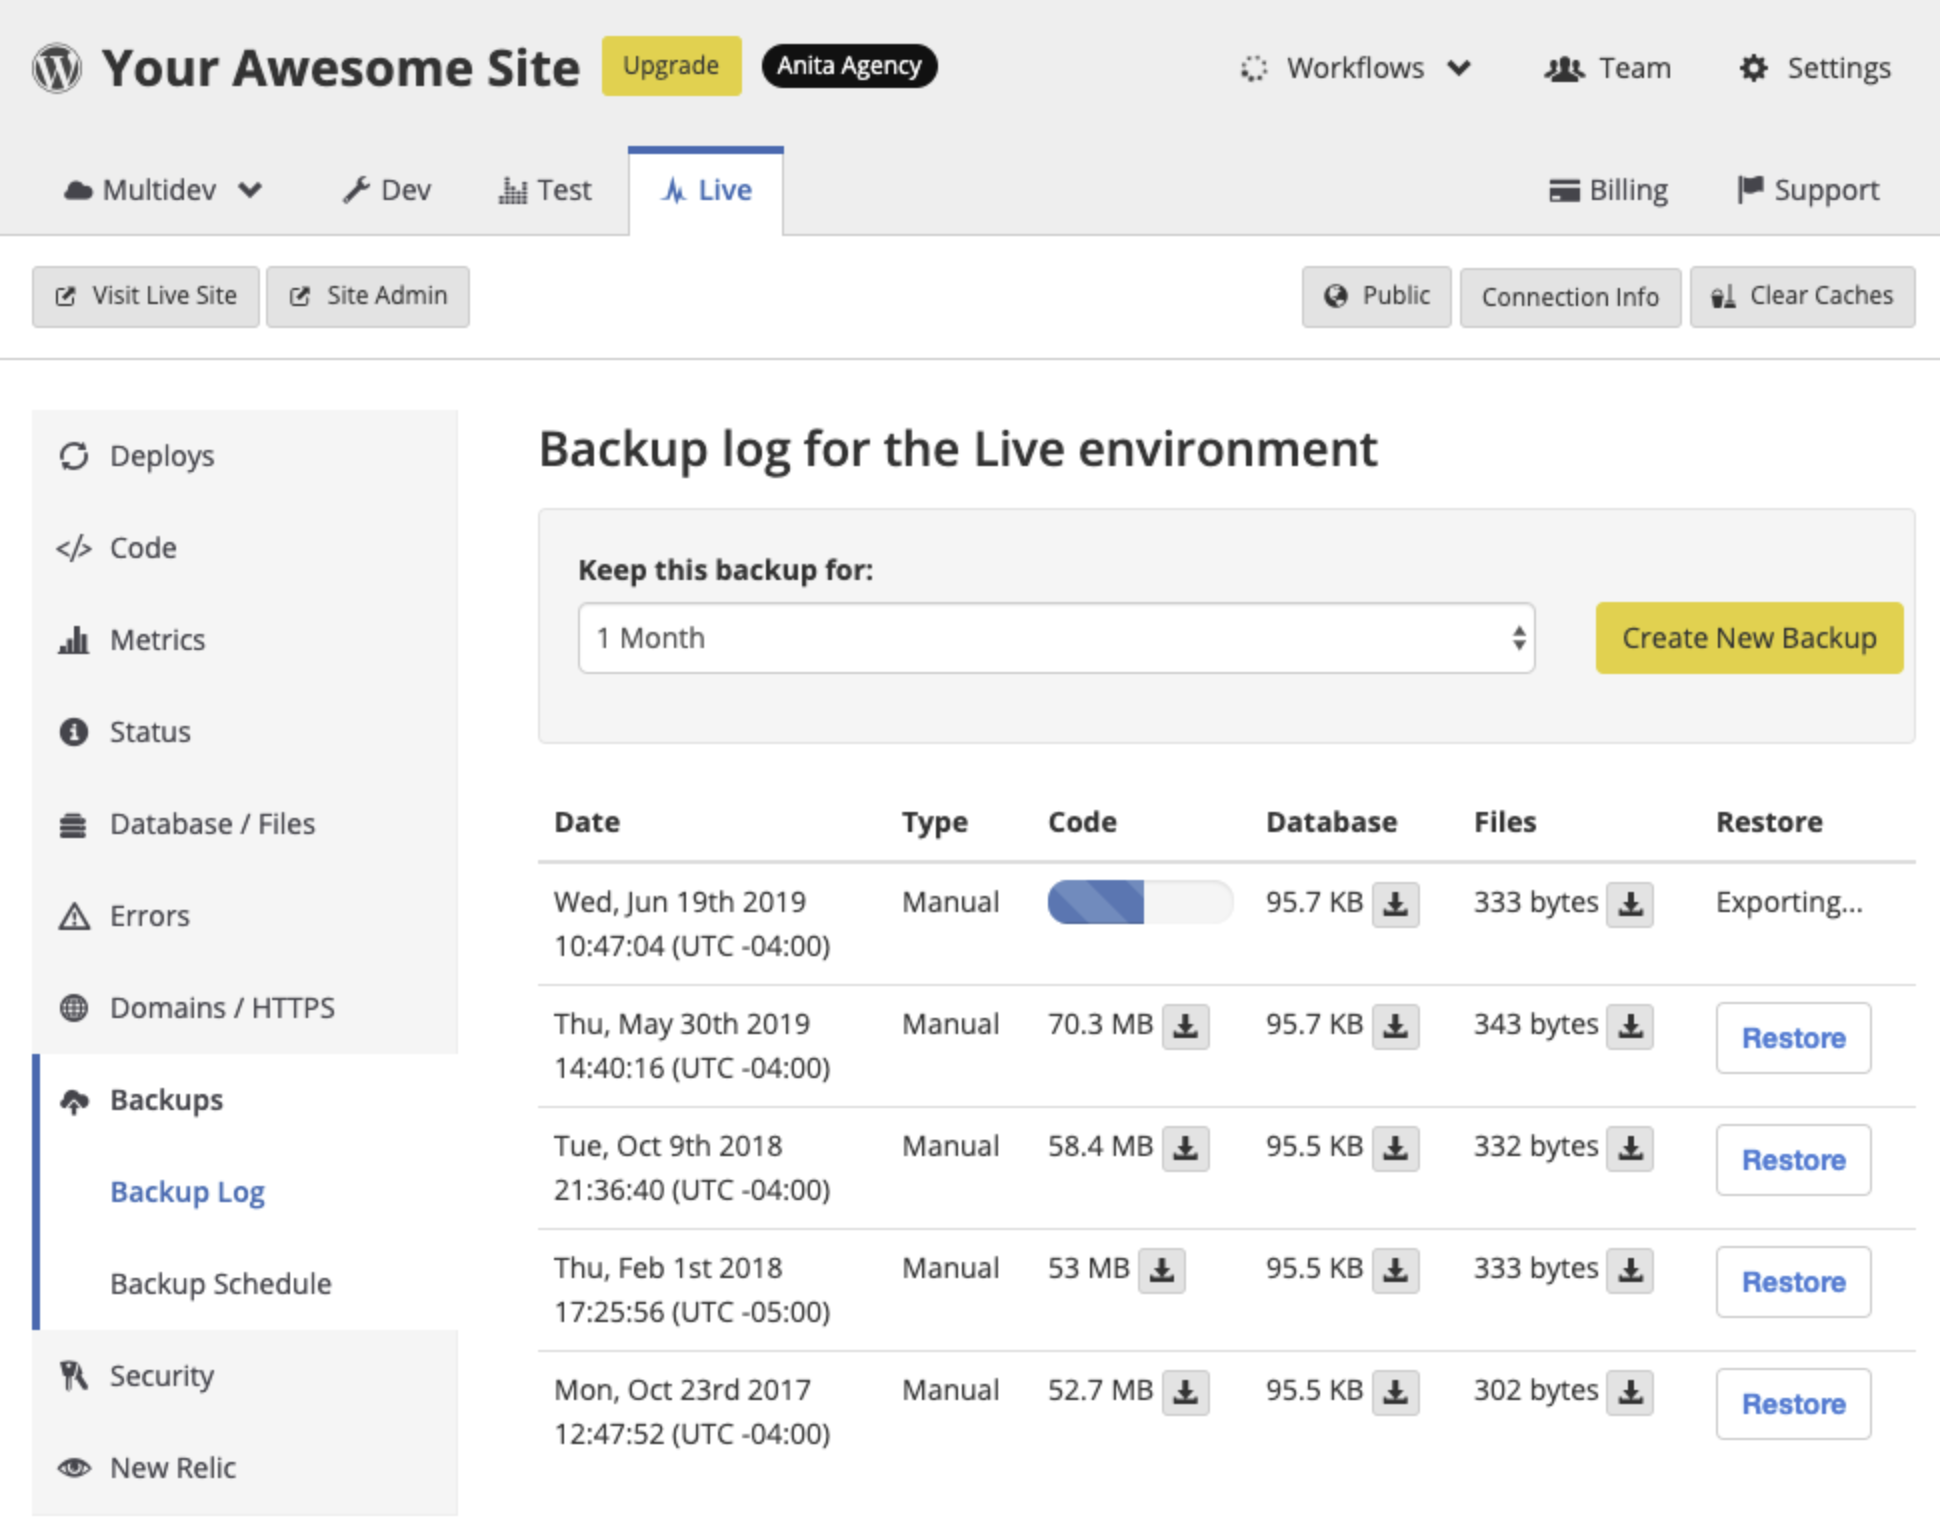 Your Awesome Site Upgrade Anita Agency Workflows Team Settings
Multidev Dev Test Live Billing Support
Visit Live Site Site Admin Public Connection Info Clear Caches
Deploys
Code
Metrics
Status
Database / Files
Errors
Domains / HTTPS
Backups
Backup Log
Backup Schedule
Security
New Relic
Backup log for the Live environment
Keep this backup for:
1 Month Create New Backup
Date Type Code Database Files Restore
Wed, Jun 19th 2019 Manual 95.7 KB 333 bytes Exporting...
10:47:04 (UTC -04:00)
Thu, May 30th 2019 Manual 70.3 MB 95.7 KB 343 bytes Restore
14:40:16 (UTC -04:00)
Tue, Oct 9th 2018 Manual 58.4 MB 95.5 KB 332 bytes Restore
21:36:40 (UTC -04:00)
Thu, Feb 1st 2018 Manual 53 MB 95.5 KB 333 bytes Restore
17:25:56 (UTC -05:00)
Mon, Oct 23rd 2017 Manual 52.7 MB 95.5 KB 302 bytes Restore
12:47:52 (UTC -04:00)